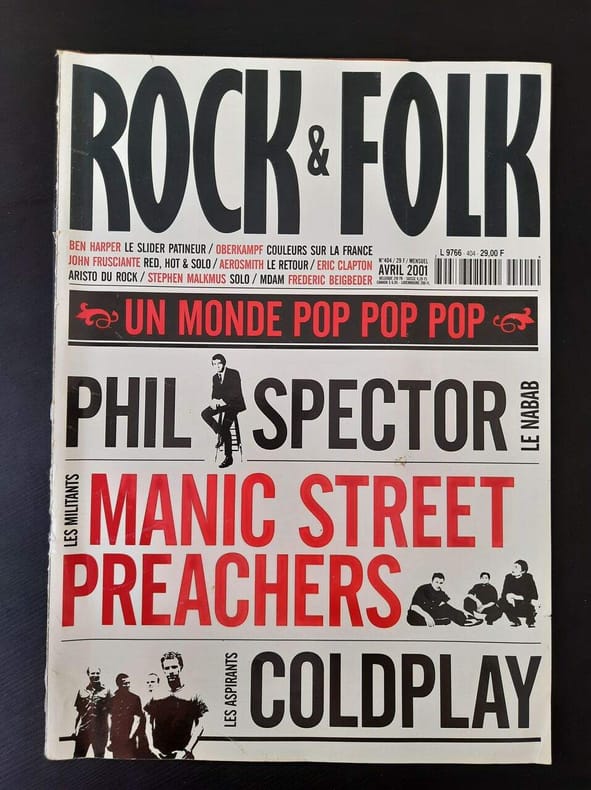 ROCK & FOLK
BEN HARPER LE SLIDER PATINEUR / OBERKAMPF COULEURS SUR LA FRANCE
JOHN FRUSCIANTE RED, HOT & SOLO / AEROSMITH LE RETOUR / ERIC CLAPTON
ARISTO DU ROCK / STEPHEN MALKMUS SOLO / MDAM FREDERIC BEIGBEDER
N°404 / 29 F / MENSUEL
AVRIL 2001
L 9766 - 404 - 29,00 F
UN MONDE POP POP POP
PHIL SPECTOR
LE NABAB
LES MILITANTS
MANIC STREET
PREACHERS
LES ASPIRANTS
COLDPLAY